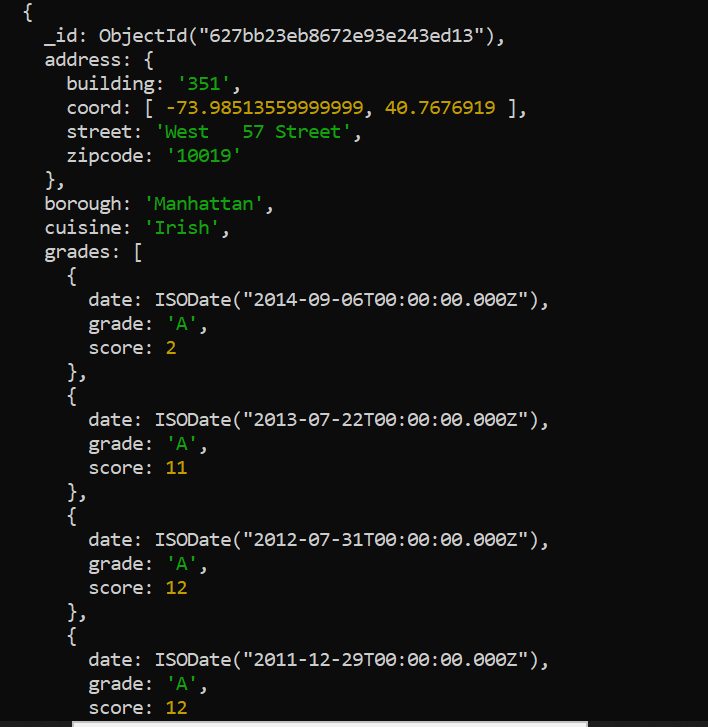 {
  _id: ObjectId("627bb23eb8672e93e243ed13"),
  address: {
    building: '351',
    coord: [ -73.98513559999999, 40.7676919 ],
    street: 'West   57 Street',
    zipcode: '10019'
  },
  borough: 'Manhattan',
  cuisine: 'Irish',
  grades: [
    {
      date: ISODate("2014-09-06T00:00:00.000Z"),
      grade: 'A',
      score: 2
    },
    {
      date: ISODate("2013-07-22T00:00:00.000Z"),
      grade: 'A',
      score: 11
    },
    {
      date: ISODate("2012-07-31T00:00:00.000Z"),
      grade: 'A',
      score: 12
    },
    {
      date: ISODate("2011-12-29T00:00:00.000Z"),
      grade: 'A',
      score: 12